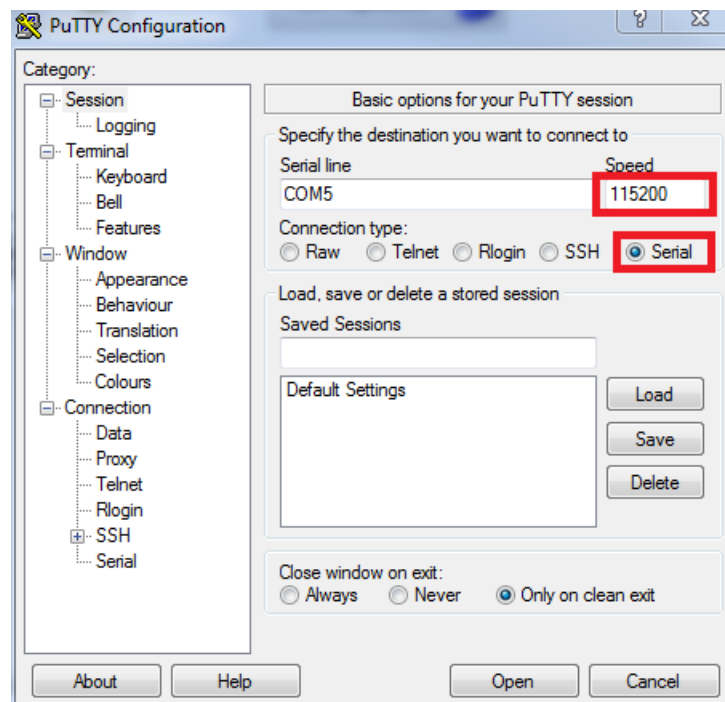 PuTTY Configuration
?
Category:
Session
Logging
Terminal
Keyboard
Bell
Features
Window
Appearance
Behaviour
Translation
Selection
Colours
Connection
Data
Proxy
Telnet
Rlogin
SSH
Serial
Basic options for your PuTTY session
Specify the destination you want to connect to
Serial line Speed
COM5 115200
Connection type:
Raw Telnet Rlogin SSH Serial
Load, save or delete a stored session
Saved Sessions
Default Settings
Load
Save
Delete
Close window on exit:
Always Never Only on clean exit
About Help Open Cancel